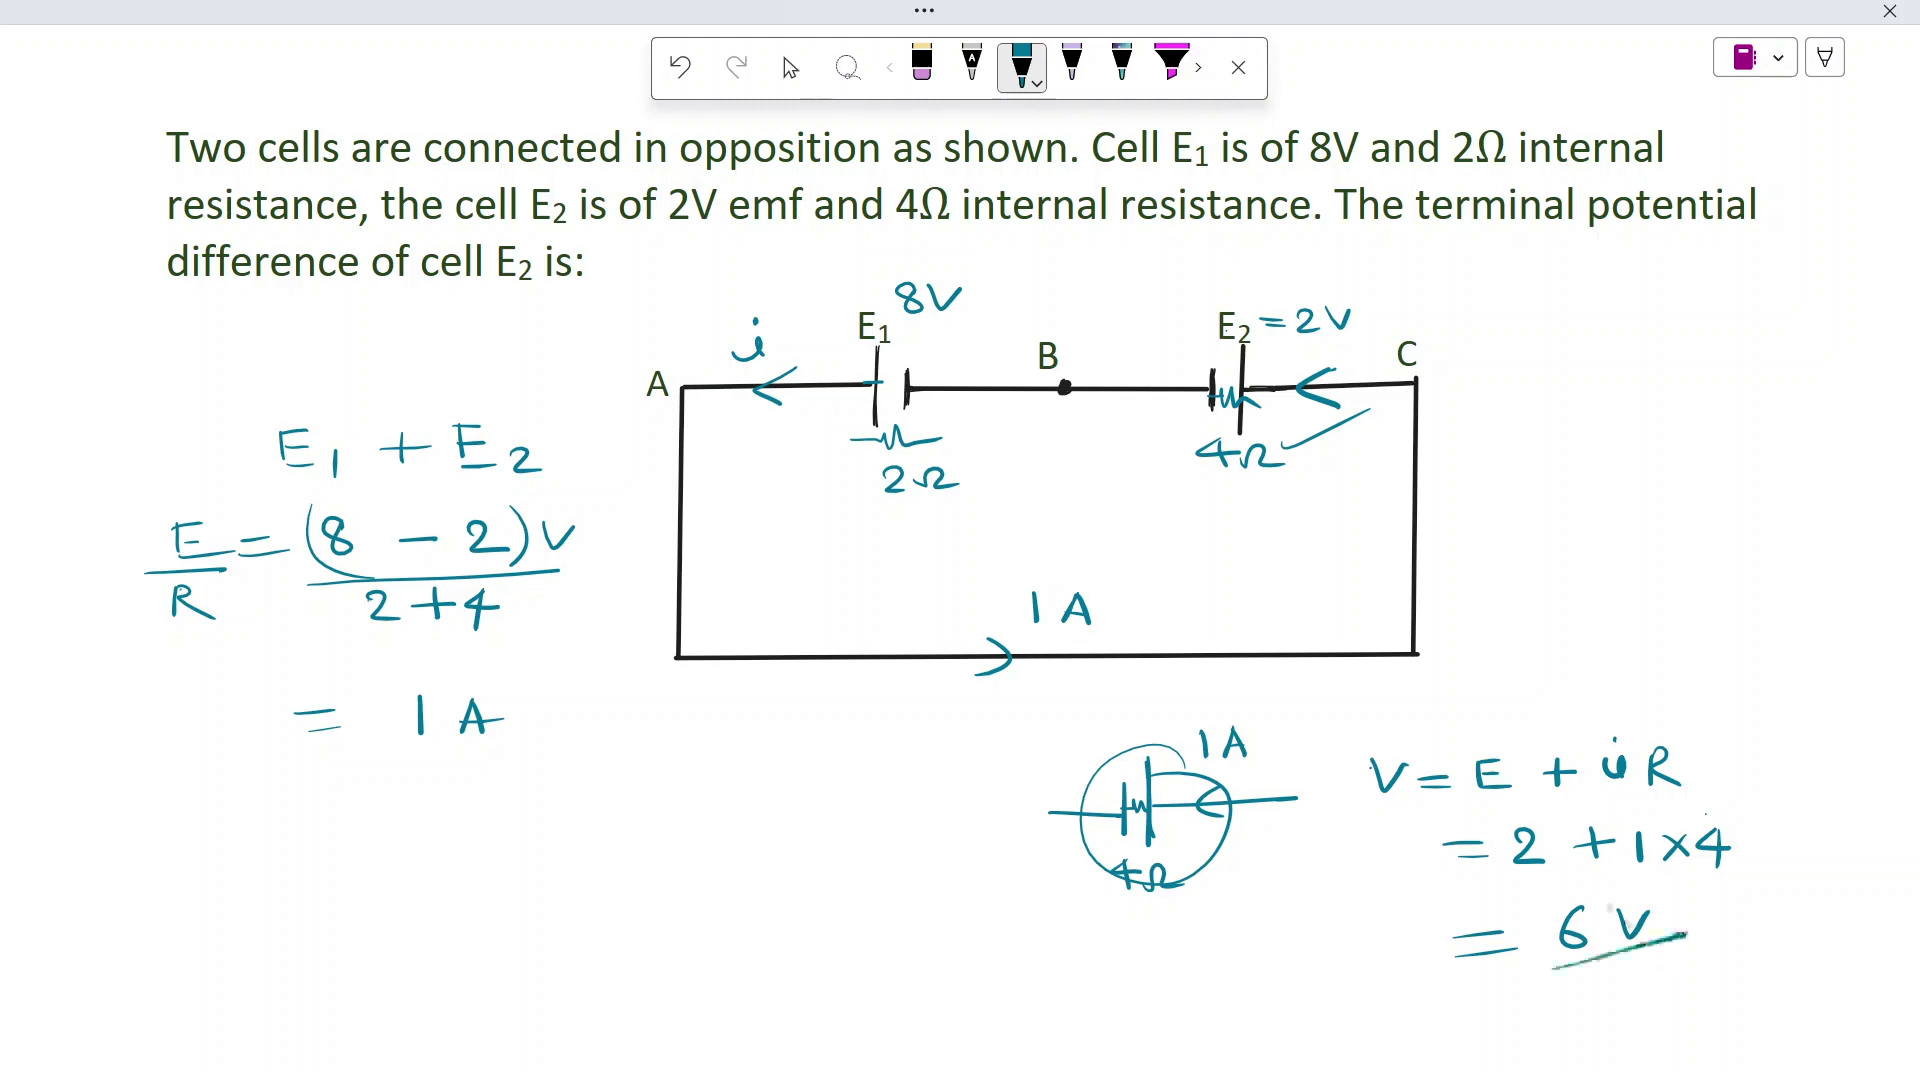 Two cells are connected in opposition as shown. Cell E₁ is of 8V and 2Ω internal
resistance, the cell E₂ is of 2V emf and 4Ω internal resistance. The terminal potential
difference of cell E₂ is:
8V
i
E₁
E₂ = 2V
A
B
C
2Ω
4Ω
E₁ + E₂
E/R = (8 - 2)V / 2+4
= 1 A
1 A
1 A
4Ω
V = E + iR
= 2 + 1×4
= 6 V